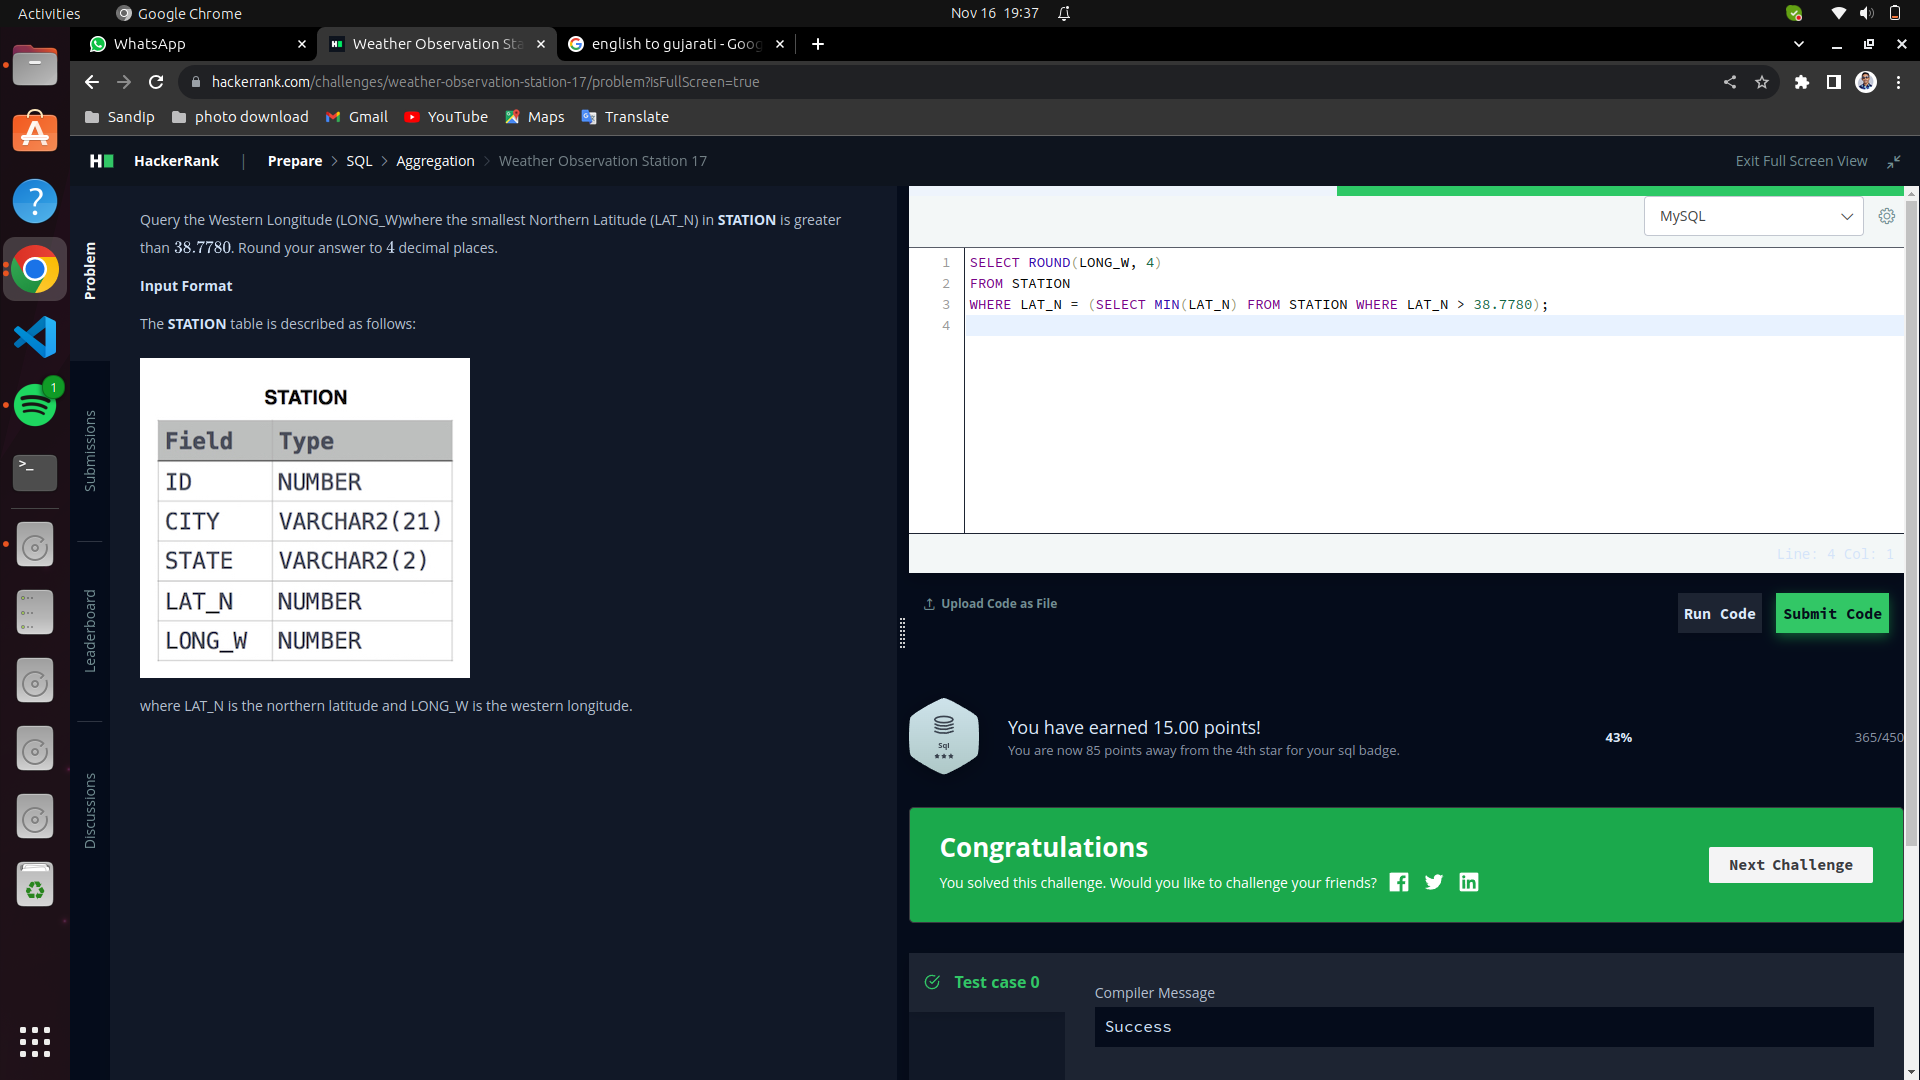 Activities
Google Chrome
Nov 16 19:37
WhatsApp
Weather Observation Sta
english to gujarati - Goog
hackerrank.com/challenges/weather-observation-station-17/problem?isFullScreen=true
Sandip
photo download
Gmail
YouTube
Maps
Translate
HackerRank
Prepare
SQL
Aggregation
Weather Observation Station 17
Exit Full Screen View
Problem
Submissions
Leaderboard
Discussions
Query the Western Longitude (LONG_W)where the smallest Northern Latitude (LAT_N) in STATION is greater
than 38.7780. Round your answer to 4 decimal places.
Input Format
The STATION table is described as follows:
STATION
Field Type
ID NUMBER
CITY VARCHAR2(21)
STATE VARCHAR2(2)
LAT_N NUMBER
LONG_W NUMBER
where LAT_N is the northern latitude and LONG_W is the western longitude.
MySQL
1 SELECT ROUND(LONG_W, 4)
2 FROM STATION
3 WHERE LAT_N = (SELECT MIN(LAT_N) FROM STATION WHERE LAT_N > 38.7780);
4
Line: 4 Col: 1
Upload Code as File
Run Code
Submit Code
Sql
You have earned 15.00 points!
You are now 85 points away from the 4th star for your sql badge.
43%
365/450
Congratulations
You solved this challenge. Would you like to challenge your friends?
Next Challenge
Test case 0
Compiler Message
Success
1